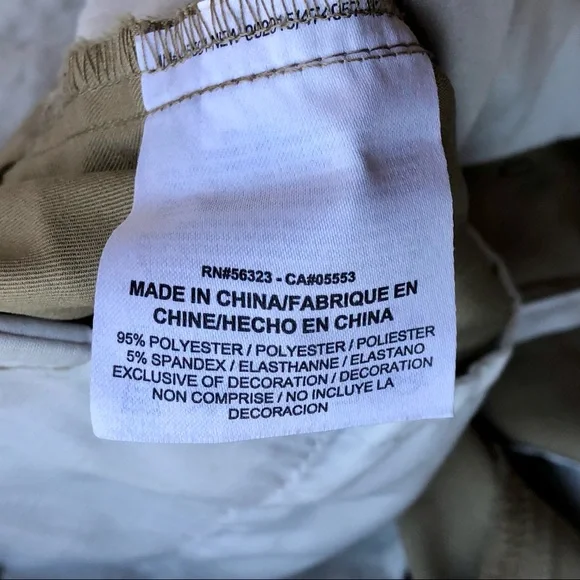 RN#56323 - CA#05553
MADE IN CHINA/FABRIQUE EN
CHINE/HECHO EN CHINA
95% POLYESTER / POLYESTER / POLIESTER
5% SPANDEX / ELASTHANNE / ELASTANO
EXCLUSIVE OF DECORATION / DECORATION
NON COMPRISE / NO INCLUYE LA
DECORACION